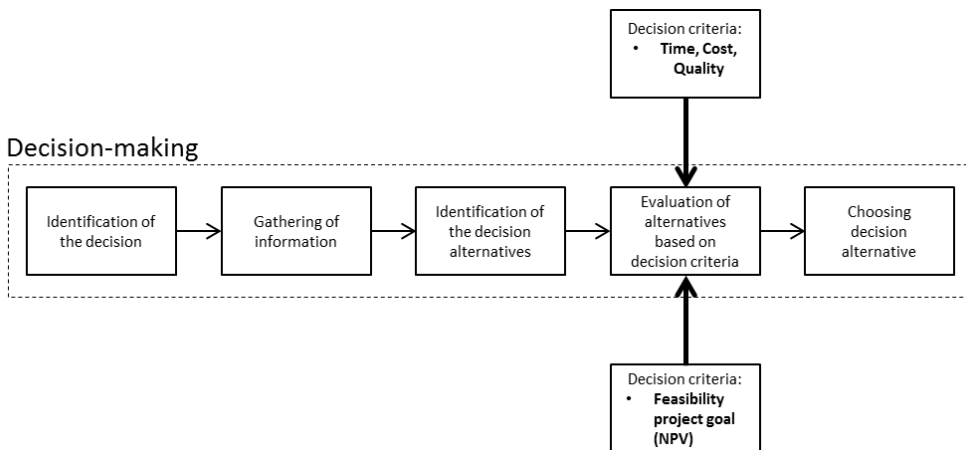 Decision criteria:
• Time, Cost,
Quality
Decision-making
Identification of
the decision
Gathering of
information
Identification of
the decision
alternatives
Evaluation of
alternatives
based on
decision criteria
Choosing
decision
alternative
Decision criteria:
• Feasibility
project goal
(NPV)